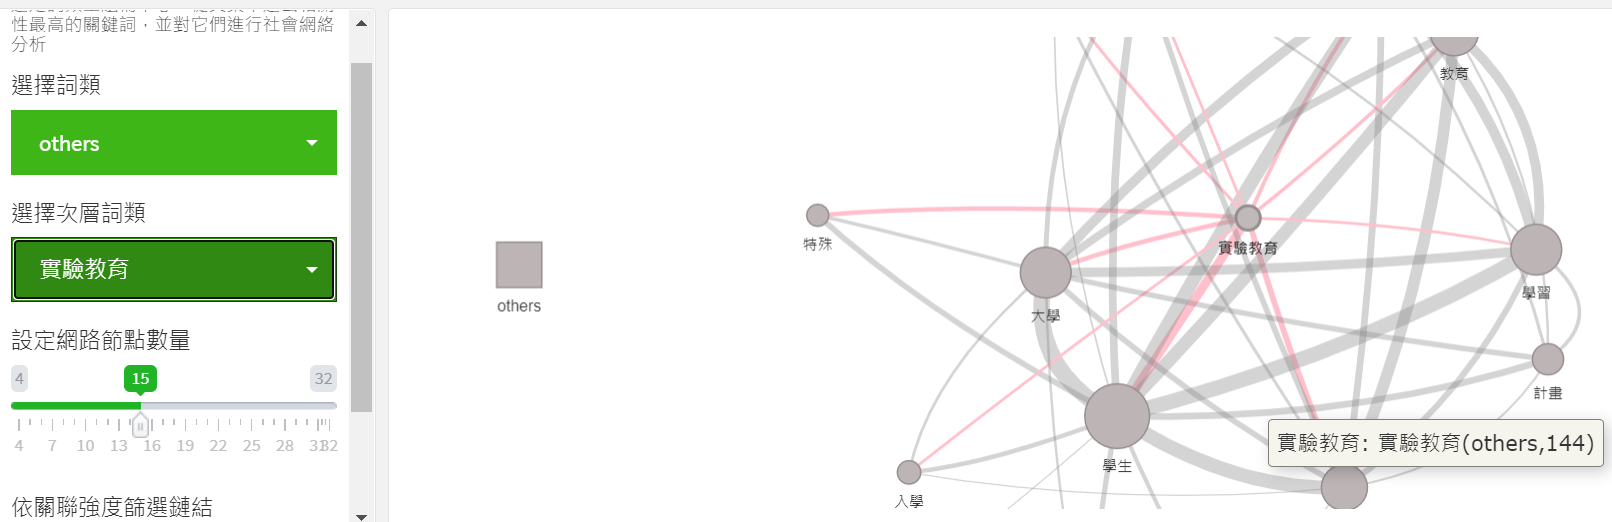 性最高的關鍵詞，並對它們進行社會網絡
分析
選擇詞類
others
選擇次層詞類
實驗教育
設定網路節點數量
4
15
32
4 7 10 13 16 19 22 25 28 31 32
依關聯強度篩選鏈結
others
教育
特殊
實驗教育
大學
學習
計畫
實驗教育: 實驗教育(others,144)
學生
入學